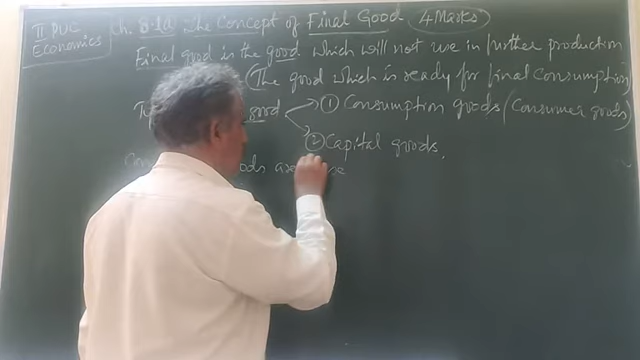 II PUC
Economics
Ch. 8.1a The Concept of Final Good (4 Marks)
Final good is the good which will not use in further production
(The good which is ready for final consumption)
good → ① Consumption goods (Consumer goods)
② Capital goods.